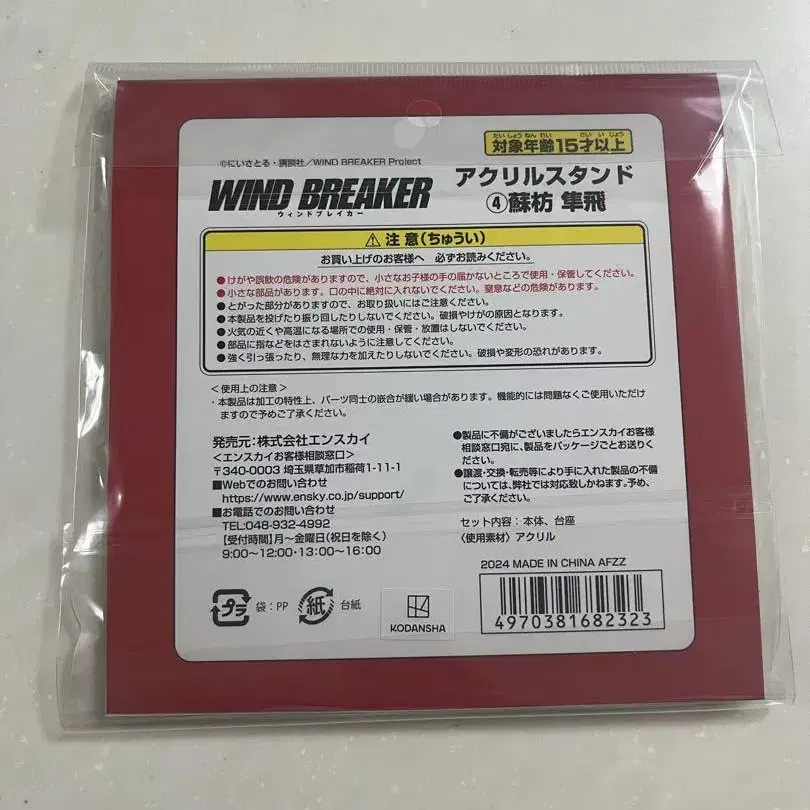 たいしょうねんれい さいいじょう
対象年齢15才以上
©にいさとる・講談社／WIND BREAKER Project
WIND BREAKER
ウィンドブレイカー
アクリルスタンド
④蘇枋 隼飛
⚠注意(ちゅうい)
お買い上げのお客様へ 必ずお読みください。
●けがや誤飲の危険がありますので、小さなお子様の手の届かないところで使用・保管してください。
●小さな部品があります。口の中に絶対に入れないでください。窒息などの危険があります。
●とがった部分がありますので、お取り扱いにはご注意ください。
●本製品を投げたり振り回したりしないでください。破損やけがの原因となります。
●火気の近くや高温になる場所での使用・保管・放置はしないでください。
●部品に指などをはさまれないように注意してください。
●強く引っ張ったり、無理な力を加えたりしないでください。破損や変形の恐れがあります。
＜使用上の注意＞
・本製品は加工の特性上、パーツ同士の嵌合が緩い場合があります。機能的には問題なくご使用いただけ
ますので予めご了承ください。
発売元：株式会社エンスカイ
＜エンスカイお客様相談窓口＞
〒340-0003 埼玉県草加市稲荷1-11-1
■Webでのお問い合わせ
https://www.ensky.co.jp/support/
■お電話でのお問い合わせ
TEL:048-932-4992
【受付時間】月〜金曜日(祝日を除く)
9:00〜12:00・13:00〜16:00
●製品に不備がございましたらエンスカイお客様
相談窓口宛に、製品をパッケージごとお送りく
ださい。
●譲渡・交換・転売等により手に入れた製品の不備
については、弊社では対応致しかねます。予め、
ご了承ください。
セット内容：本体、台座
〈使用素材〉アクリル
2024 MADE IN CHINA AFZZ
プラ 袋：PP 紙 台紙
KODANSHA
4970381682323